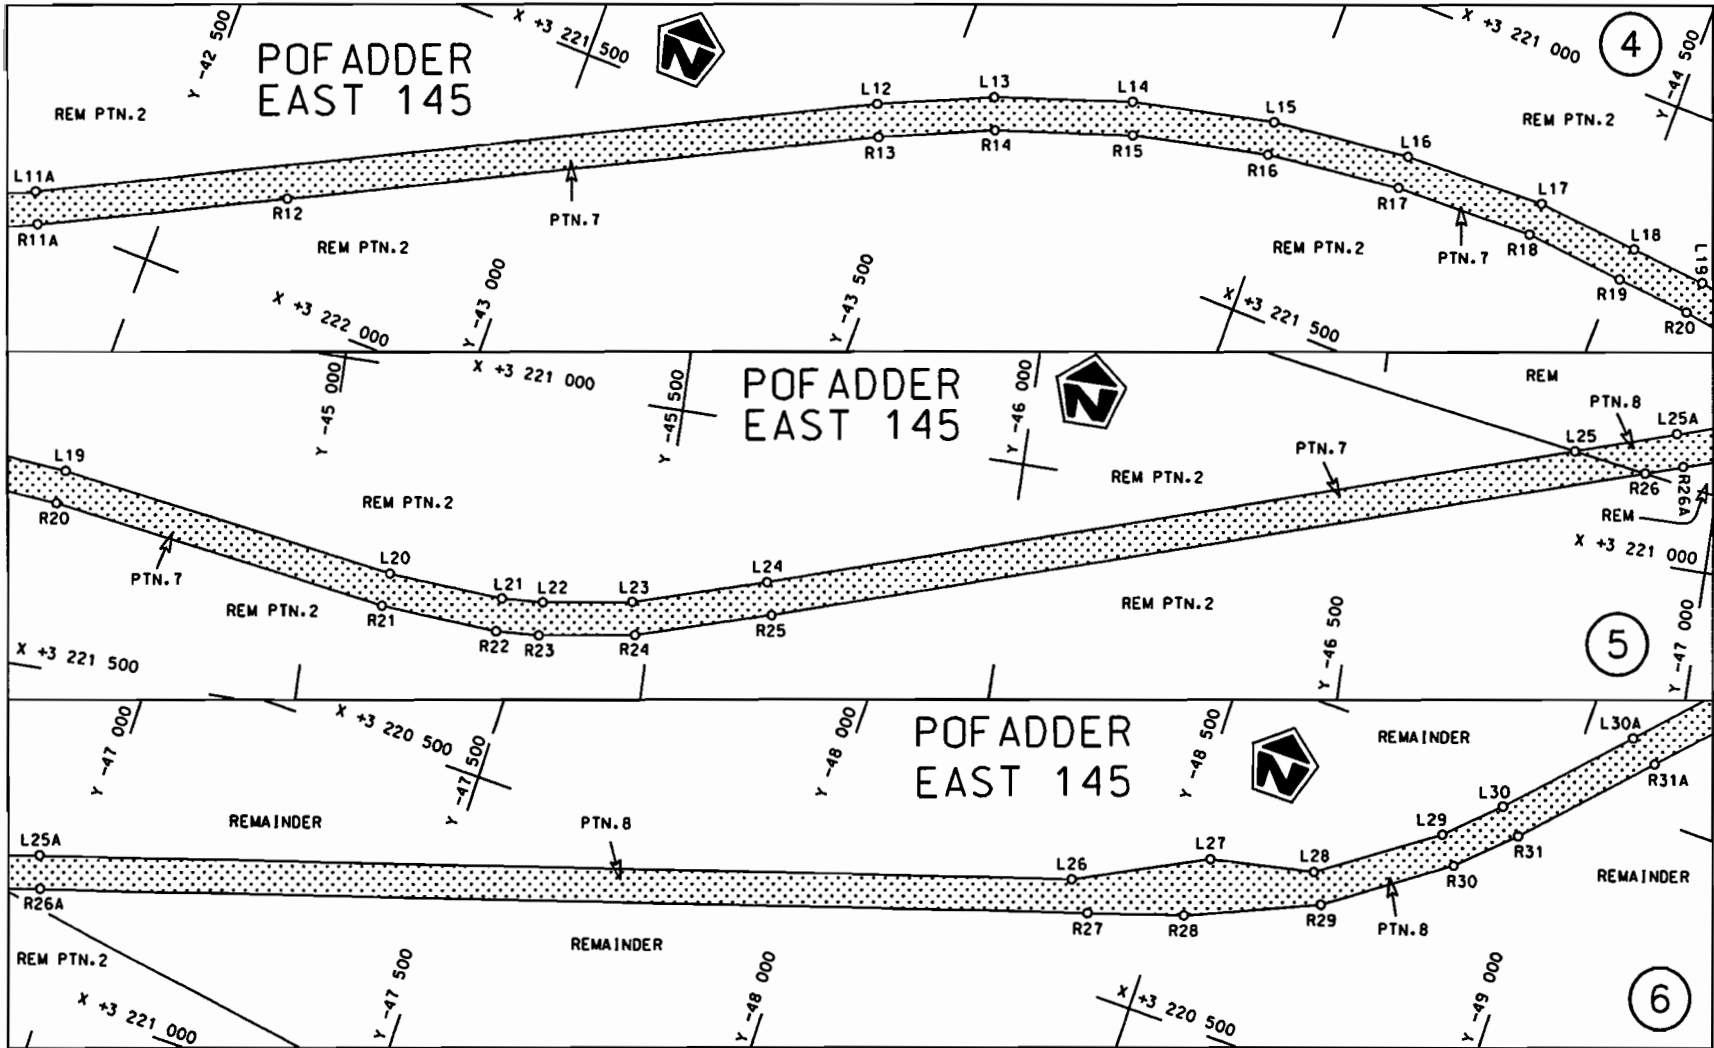 Y -42 500
X +3 221 500
X +3 221 000
4
Y -44 500
POFADDER
EAST 145
N
REM PTN.2
L12
L13
L14
L15
REM PTN.2
L16
L11A
R13
R14
R15
R16
R17
L17
R12
PTN.7
R11A
REM PTN.2
REM PTN.2
PTN.7
R18
L18
L19
R19
R20
X +3 222 000
Y -43 000
Y -43 500
X +3 221 500
Y -45 000
X +3 221 000
Y -45 500
POFADDER
EAST 145
Y -46 000
N
REM
PTN.8
L25A
L25
PTN.7
L19
REM PTN.2
REM PTN.2
R26
R26A
REM
R20
X +3 221 000
L20
L24
PTN.7
L21
L22
L23
REM PTN.2
REM PTN.2
R21
R22
R23
R24
R25
Y -46 500
Y -47 000
5
X +3 221 500
Y -47 000
X +3 220 500
Y -47 500
Y -48 000
POFADDER
EAST 145
Y -48 500
N
REMAINDER
L30A
R31A
REMAINDER
PTN.8
L30
L29
L25A
L26
L27
L28
R31
R30
REMAINDER
R26A
R27
R28
R29
PTN.8
REMAINDER
REM PTN.2
Y -47 500
Y -48 000
Y -49 000
X +3 221 000
X +3 220 500
6